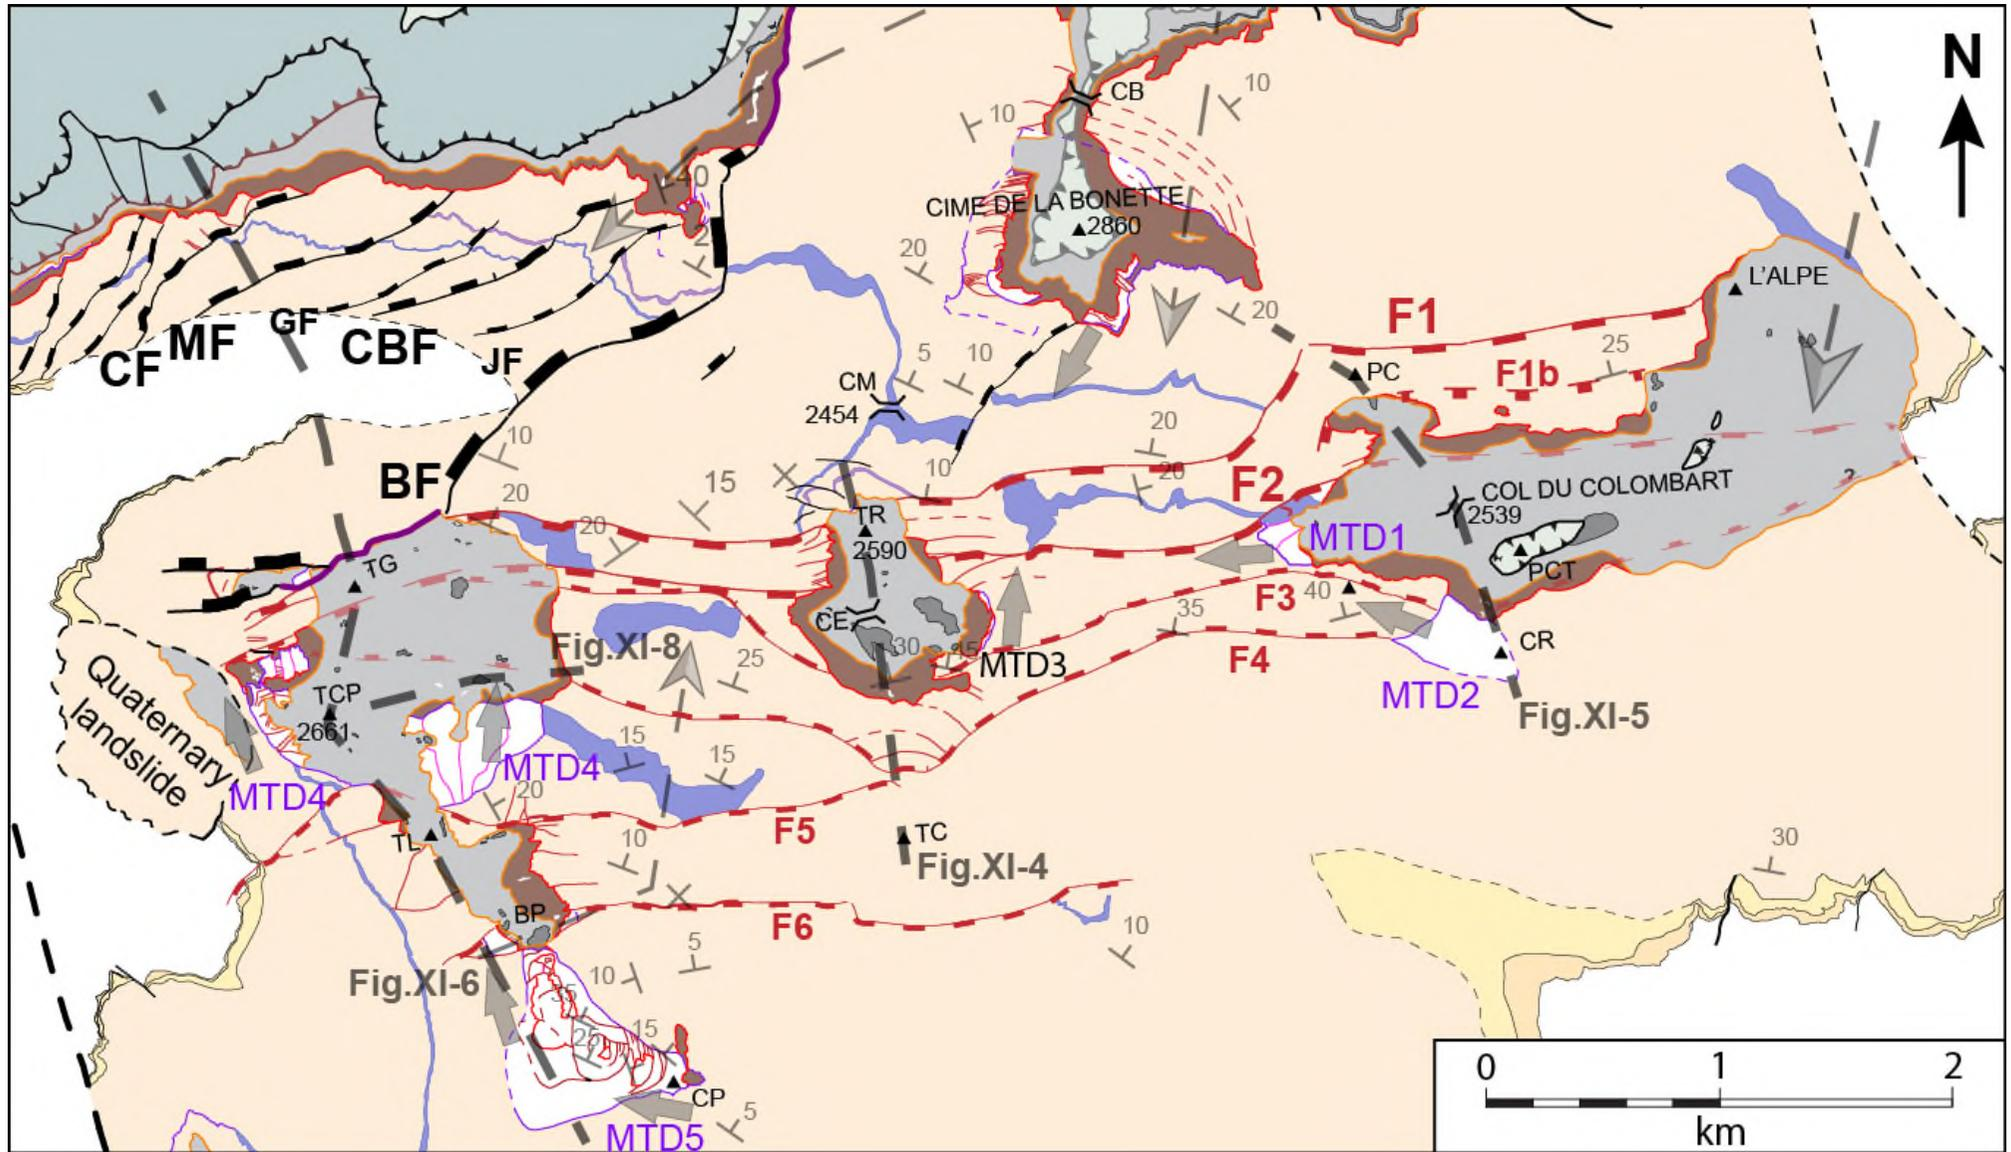 N
CB
10
10
40
CIME DE LA BONETTE
2860
2
20
L'ALPE
20
F1
GF
MF
CBF
CF
JF
25
5
10
PC
F1b
CM
2454
20
10
BF
10
F2
20
15
COL DU COLOMBART
20
TR
2539
20
MTD1
2590
TG
PCT
?
F3
40
35
CE
Fig.XI-8
30
15
CR
MTD3
F4
25
Quaternary
landslide
TCP
MTD2
2661
Fig.XI-5
15
MTD4
15
MTD4
20
F5
TL
TC
10
30
Fig.XI-4
BP
F6
5
10
Fig.XI-6
10
35
15
25
0
1
2
CP
5
MTD5
km